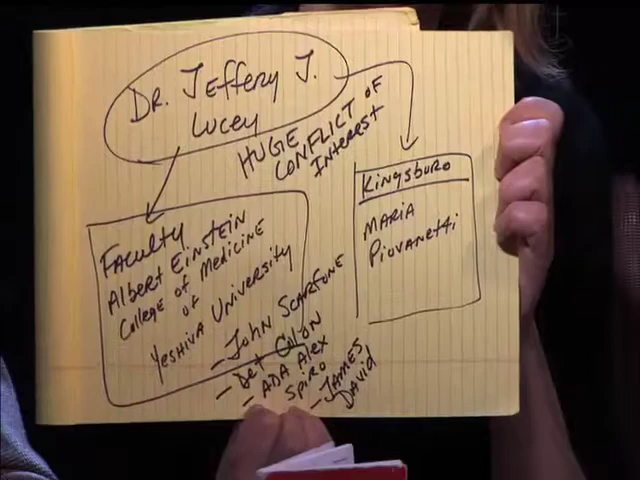 DR. Jeffery J.
Lucey
HUGE
CONFLICT OF
Interest
Kingsboro
MARIA
Piovanetti
Faculty
Albert Einstein
College of Medicine
of
Yeshiva University
- John Scarfone
- Det Colon
- ADA Alex
Spiro
- JAMES
David